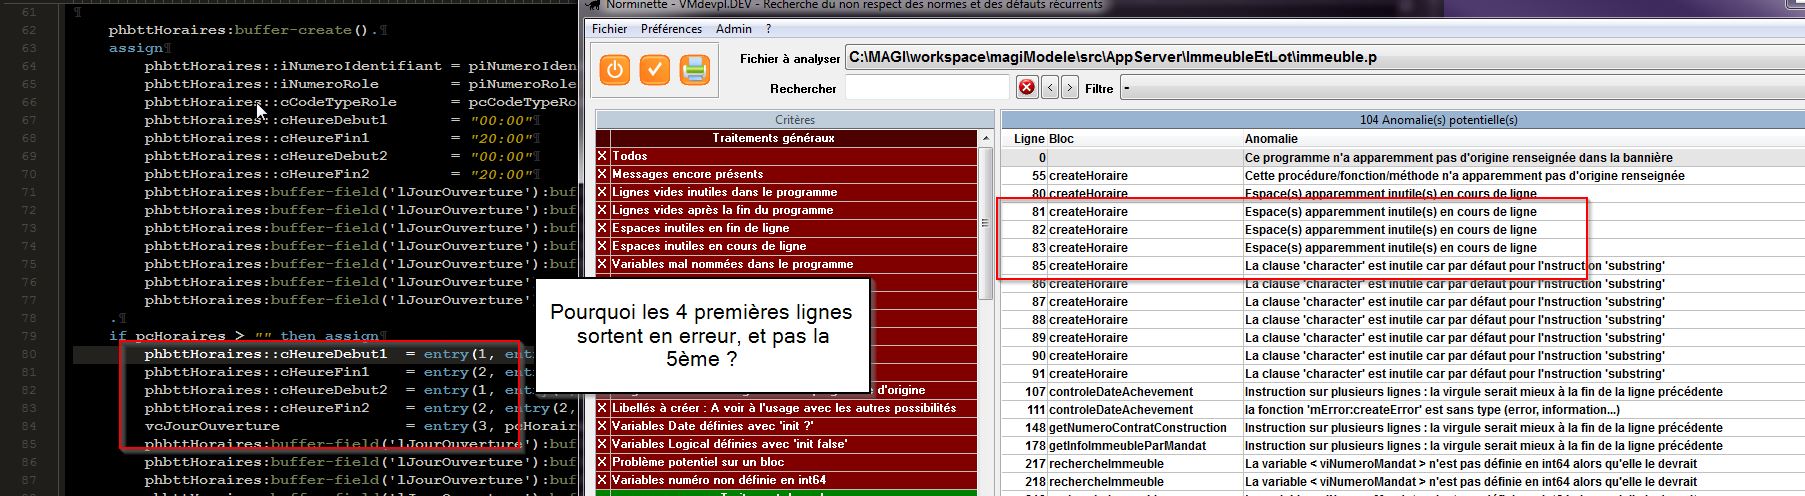 61 ¶
62 phbttHoraires:buffer-create().¶
63 assign¶
64 phbttHoraires::iNumeroIdentifiant = piNumeroIden
65 phbttHoraires::iNumeroRole = piNumeroRol
66 phbttHoraires::cCodeTypeRole = pcCodeTypeRo
67 phbttHoraires::cHeureDebut1 = "00:00"¶
68 phbttHoraires::cHeureFin1 = "20:00"¶
69 phbttHoraires::cHeureDebut2 = "00:00"¶
70 phbttHoraires::cHeureFin2 = "20:00"¶
71 phbttHoraires:buffer-field('lJourOuverture'):buf
72 phbttHoraires:buffer-field('lJourOuverture'):buf
73 phbttHoraires:buffer-field('lJourOuverture'):buf
74 phbttHoraires:buffer-field('lJourOuverture'):buf
75 phbttHoraires:buffer-field('lJourOuverture'):buf
76 phbttHoraires:buffer-field('lJourOuverture'):buf
77 phbttHoraires:buffer-field('lJourOuverture'):buf
78 .¶
79 if pcHoraires > "" then assign¶
80 phbttHoraires::cHeureDebut1 = entry(1, ent
81 phbttHoraires::cHeureFin1 = entry(2,
82 phbttHoraires::cHeureDebut2 = entry(1,
83 phbttHoraires::cHeureFin2 = entry(2, entry(2,
84 vcJourOuverture = entry(3, pcHorair
85 phbttHoraires:buffer-field('lJourOuverture'):buf
86 phbttHoraires:buffer-field('lJourOuverture'):buf
87 phbttHoraires:buffer-field('lJourOuverture'):buf
88 phbttHoraires:buffer-field('lJourOuverture'):buf
Pourquoi les 4 premières lignes
sortent en erreur, et pas la
5ème ?
Norminette - VMdevpl.DEV - Recherche du non respect des normes et des défauts récurrents
Fichier Préférences Admin ?
Fichier à analyser C:\MAGI\workspace\magiModele\src\AppServer\ImmeubleEtLot\immeuble.p
Rechercher < > Filtre -
Critères
Traitements généraux
X Todos
X Messages encore présents
X Lignes vides inutiles dans le programme
X Lignes vides après la fin du programme
X Espaces inutiles en fin de ligne
X Espaces inutiles en cours de ligne
X Variables mal nommées dans le programme
d'origine
X Libellés à créer : A voir à l'usage avec les autres possibilités
X Variables Date définies avec 'init ?'
X Variables Logical définies avec 'init false'
X Problème potentiel sur un bloc
X Variables numéro non définie en int64
104 Anomalie(s) potentielle(s)
Ligne Bloc Anomalie
0 Ce programme n'a apparemment pas d'origine renseignée dans la bannière
55 createHoraire Cette procédure/fonction/méthode n'a apparemment pas d'origine renseignée
80 createHoraire Espace(s) apparemment inutile(s) en cours de ligne
81 createHoraire Espace(s) apparemment inutile(s) en cours de ligne
82 createHoraire Espace(s) apparemment inutile(s) en cours de ligne
83 createHoraire Espace(s) apparemment inutile(s) en cours de ligne
85 createHoraire La clause 'character' est inutile car par défaut pour l'nstruction 'substring'
86 createHoraire La clause 'character' est inutile car par défaut pour l'nstruction 'substring'
87 createHoraire La clause 'character' est inutile car par défaut pour l'nstruction 'substring'
88 createHoraire La clause 'character' est inutile car par défaut pour l'nstruction 'substring'
89 createHoraire La clause 'character' est inutile car par défaut pour l'nstruction 'substring'
90 createHoraire La clause 'character' est inutile car par défaut pour l'nstruction 'substring'
91 createHoraire La clause 'character' est inutile car par défaut pour l'nstruction 'substring'
107 controleDateAchevement Instruction sur plusieurs lignes : la virgule serait mieux à la fin de la ligne précédente
111 controleDateAchevement la fonction 'mError:createError' est sans type (error, information...)
148 getNumeroContratConstruction Instruction sur plusieurs lignes : la virgule serait mieux à la fin de la ligne précédente
178 getInfoImmeubleParMandat Instruction sur plusieurs lignes : la virgule serait mieux à la fin de la ligne précédente
217 rechercheImmeuble La variable < viNumeroMandat > n'est pas définie en int64 alors qu'elle le devrait
218 rechercheImmeuble La variable < viNumeroMandat > n'est pas définie en int64 alors qu'elle le devrait